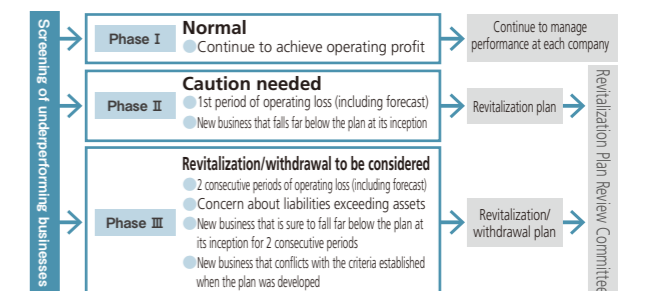 Screening of underperforming businesses
Phase Ⅰ
Normal
Continue to achieve operating profit
Continue to manage
performance at each company
Phase Ⅱ
Caution needed
1st period of operating loss (including forecast)
New business that falls far below the plan at its inception
Revitalization plan
Phase Ⅲ
Revitalization/withdrawal to be considered
2 consecutive periods of operating loss (including forecast)
Concern about liabilities exceeding assets
New business that is sure to fall far below the plan at
its inception for 2 consecutive periods
New business that conflicts with the criteria established
when the plan was developed
Revitalization/
withdrawal plan
Revitalization Plan Review Committee